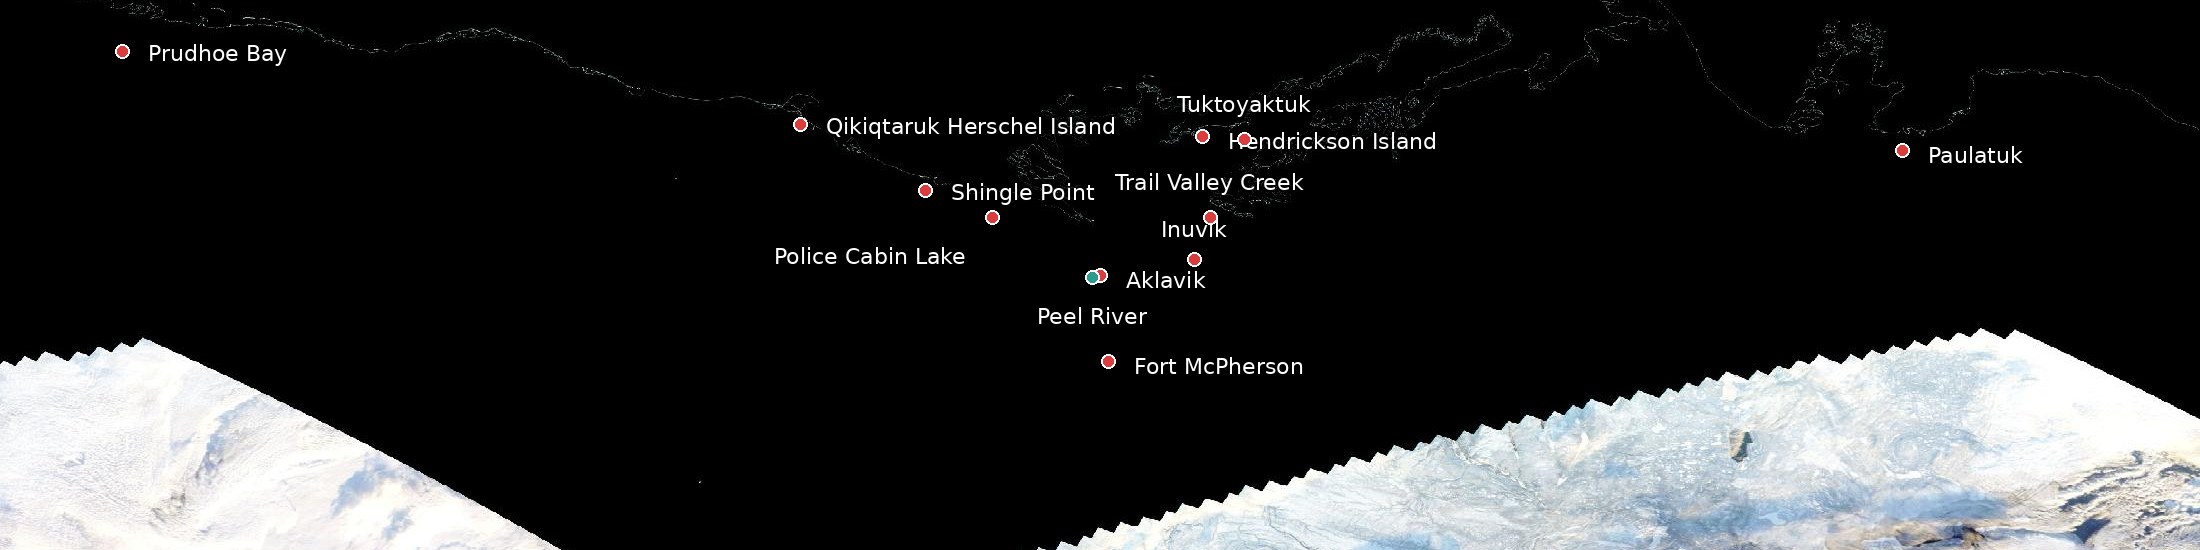 Prudhoe Bay
Tuktoyaktuk
Qikiqtaruk Herschel Island
Hendrickson Island
Paulatuk
Trail Valley Creek
Shingle Point
Inuvik
Police Cabin Lake
Aklavik
Peel River
Fort McPherson